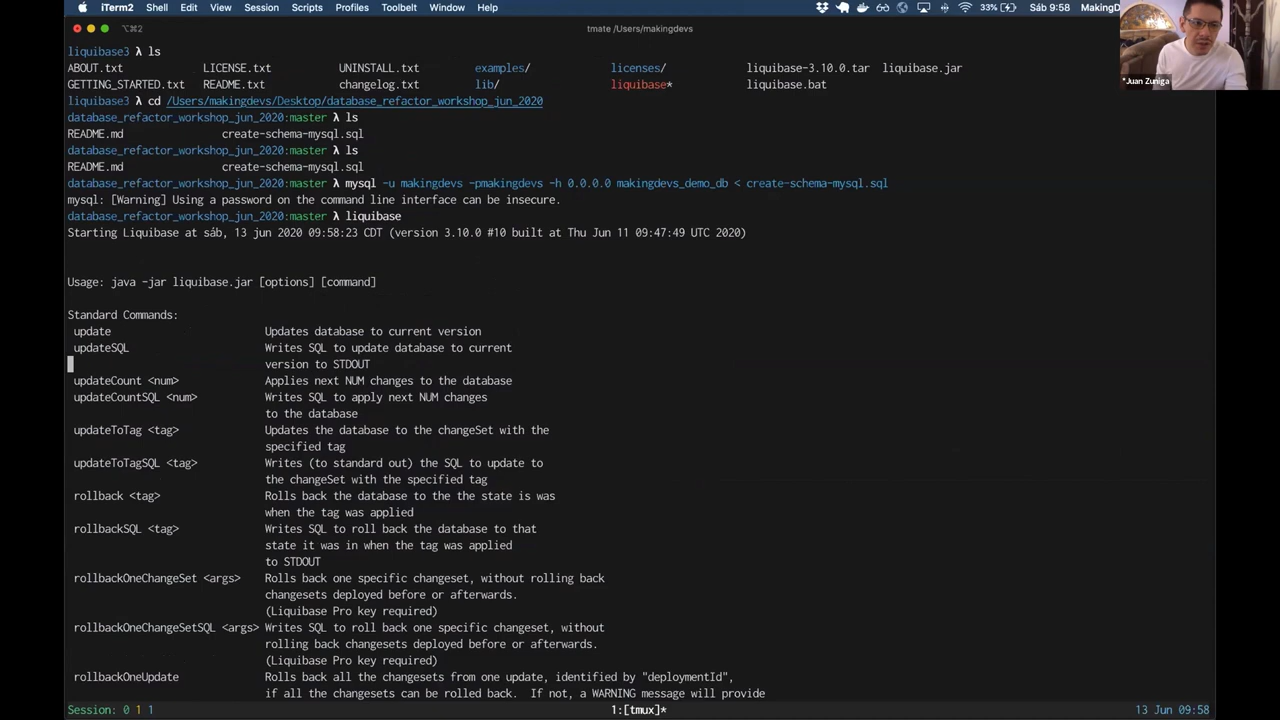 iTerm2 Shell Edit View Session Scripts Profiles Toolbelt Window Help 33% Sáb 9:58 MakingD
⌥⌘2 tmate /Users/makingdevs
*Juan Zuniga
liquibase3 λ ls
ABOUT.txt LICENSE.txt UNINSTALL.txt examples/ licenses/ liquibase-3.10.0.tar liquibase.jar
GETTING_STARTED.txt README.txt changelog.txt lib/ liquibase* liquibase.bat
liquibase3 λ cd /Users/makingdevs/Desktop/database_refactor_workshop_jun_2020
database_refactor_workshop_jun_2020:master λ ls
README.md create-schema-mysql.sql
database_refactor_workshop_jun_2020:master λ ls
README.md create-schema-mysql.sql
database_refactor_workshop_jun_2020:master λ mysql -u makingdevs -pmakingdevs -h 0.0.0.0 makingdevs_demo_db < create-schema-mysql.sql
mysql: [Warning] Using a password on the command line interface can be insecure.
database_refactor_workshop_jun_2020:master λ liquibase
Starting Liquibase at sáb, 13 jun 2020 09:58:23 CDT (version 3.10.0 #10 built at Thu Jun 11 09:47:49 UTC 2020)
Usage: java -jar liquibase.jar [options] [command]
Standard Commands:
update Updates database to current version
updateSQL Writes SQL to update database to current
version to STDOUT
updateCount <num> Applies next NUM changes to the database
updateCountSQL <num> Writes SQL to apply next NUM changes
to the database
updateToTag <tag> Updates the database to the changeSet with the
specified tag
updateToTagSQL <tag> Writes (to standard out) the SQL to update to
the changeSet with the specified tag
rollback <tag> Rolls back the database to the the state is was
when the tag was applied
rollbackSQL <tag> Writes SQL to roll back the database to that
state it was in when the tag was applied
to STDOUT
rollbackOneChangeSet <args> Rolls back one specific changeset, without rolling back
changesets deployed before or afterwards.
(Liquibase Pro key required)
rollbackOneChangeSetSQL <args> Writes SQL to roll back one specific changeset, without
rolling back changesets deployed before or afterwards.
(Liquibase Pro key required)
rollbackOneUpdate Rolls back all the changesets from one update, identified by "deploymentId",
if all the changesets can be rolled back. If not, a WARNING message will provide
Session: 0 1 1 1:[tmux]* 13 Jun 09:58